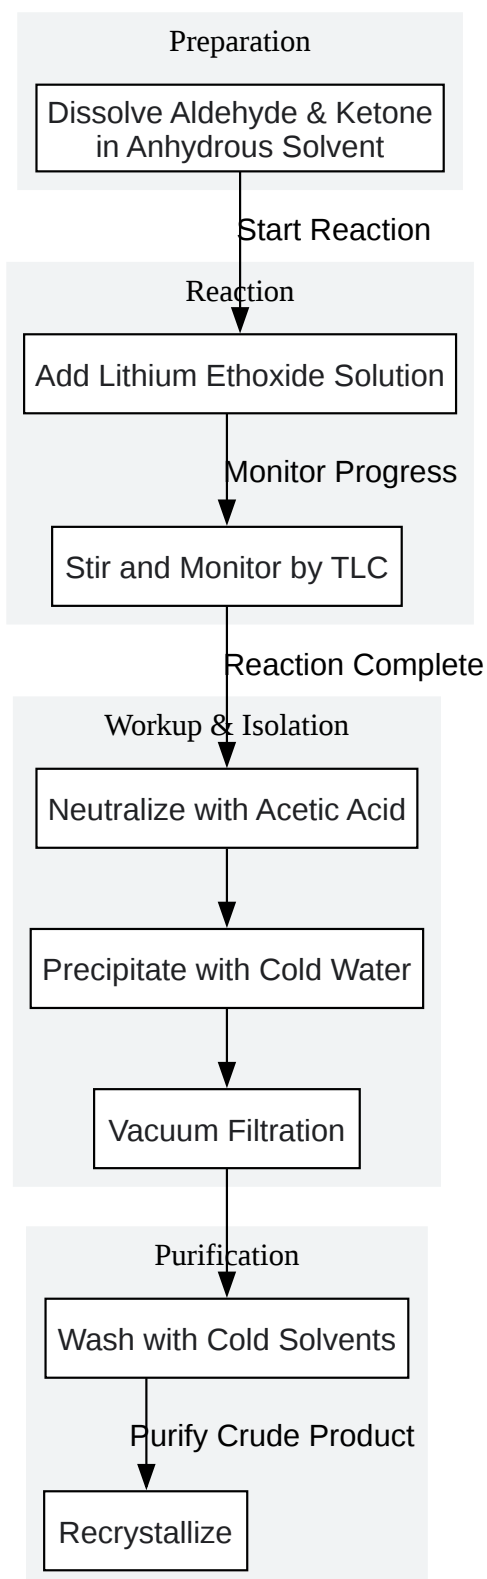 Preparation
Dissolve Aldehyde & Ketone
in Anhydrous Solvent
Start Reaction
Reaction
Add Lithium Ethoxide Solution
Monitor Progress
Stir and Monitor by TLC
Reaction Complete
Workup & Isolation
Neutralize with Acetic Acid
Precipitate with Cold Water
Vacuum Filtration
Purification
Wash with Cold Solvents
Purify Crude Product
Recrystallize